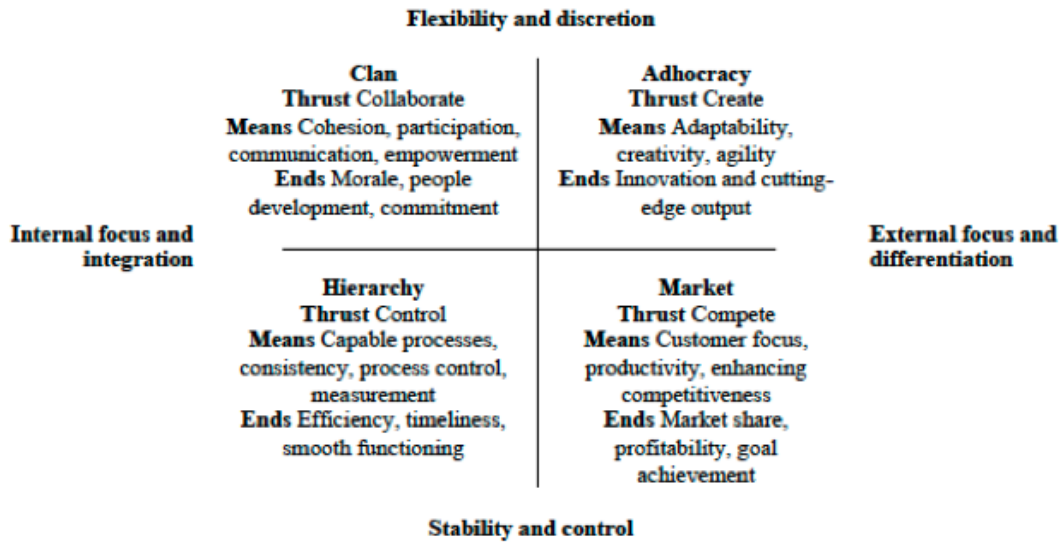 Flexibility and discretion
Clan
Thrust Collaborate
Means Cohesion, participation,
communication, empowerment
Ends Morale, people
development, commitment
Adhocracy
Thrust Create
Means Adaptability,
creativity, agility
Ends Innovation and cutting-
edge output
Internal focus and
integration
External focus and
differentiation
Hierarchy
Thrust Control
Means Capable processes,
consistency, process control,
measurement
Ends Efficiency, timeliness,
smooth functioning
Market
Thrust Compete
Means Customer focus,
productivity, enhancing
competitiveness
Ends Market share,
profitability, goal
achievement
Stability and control